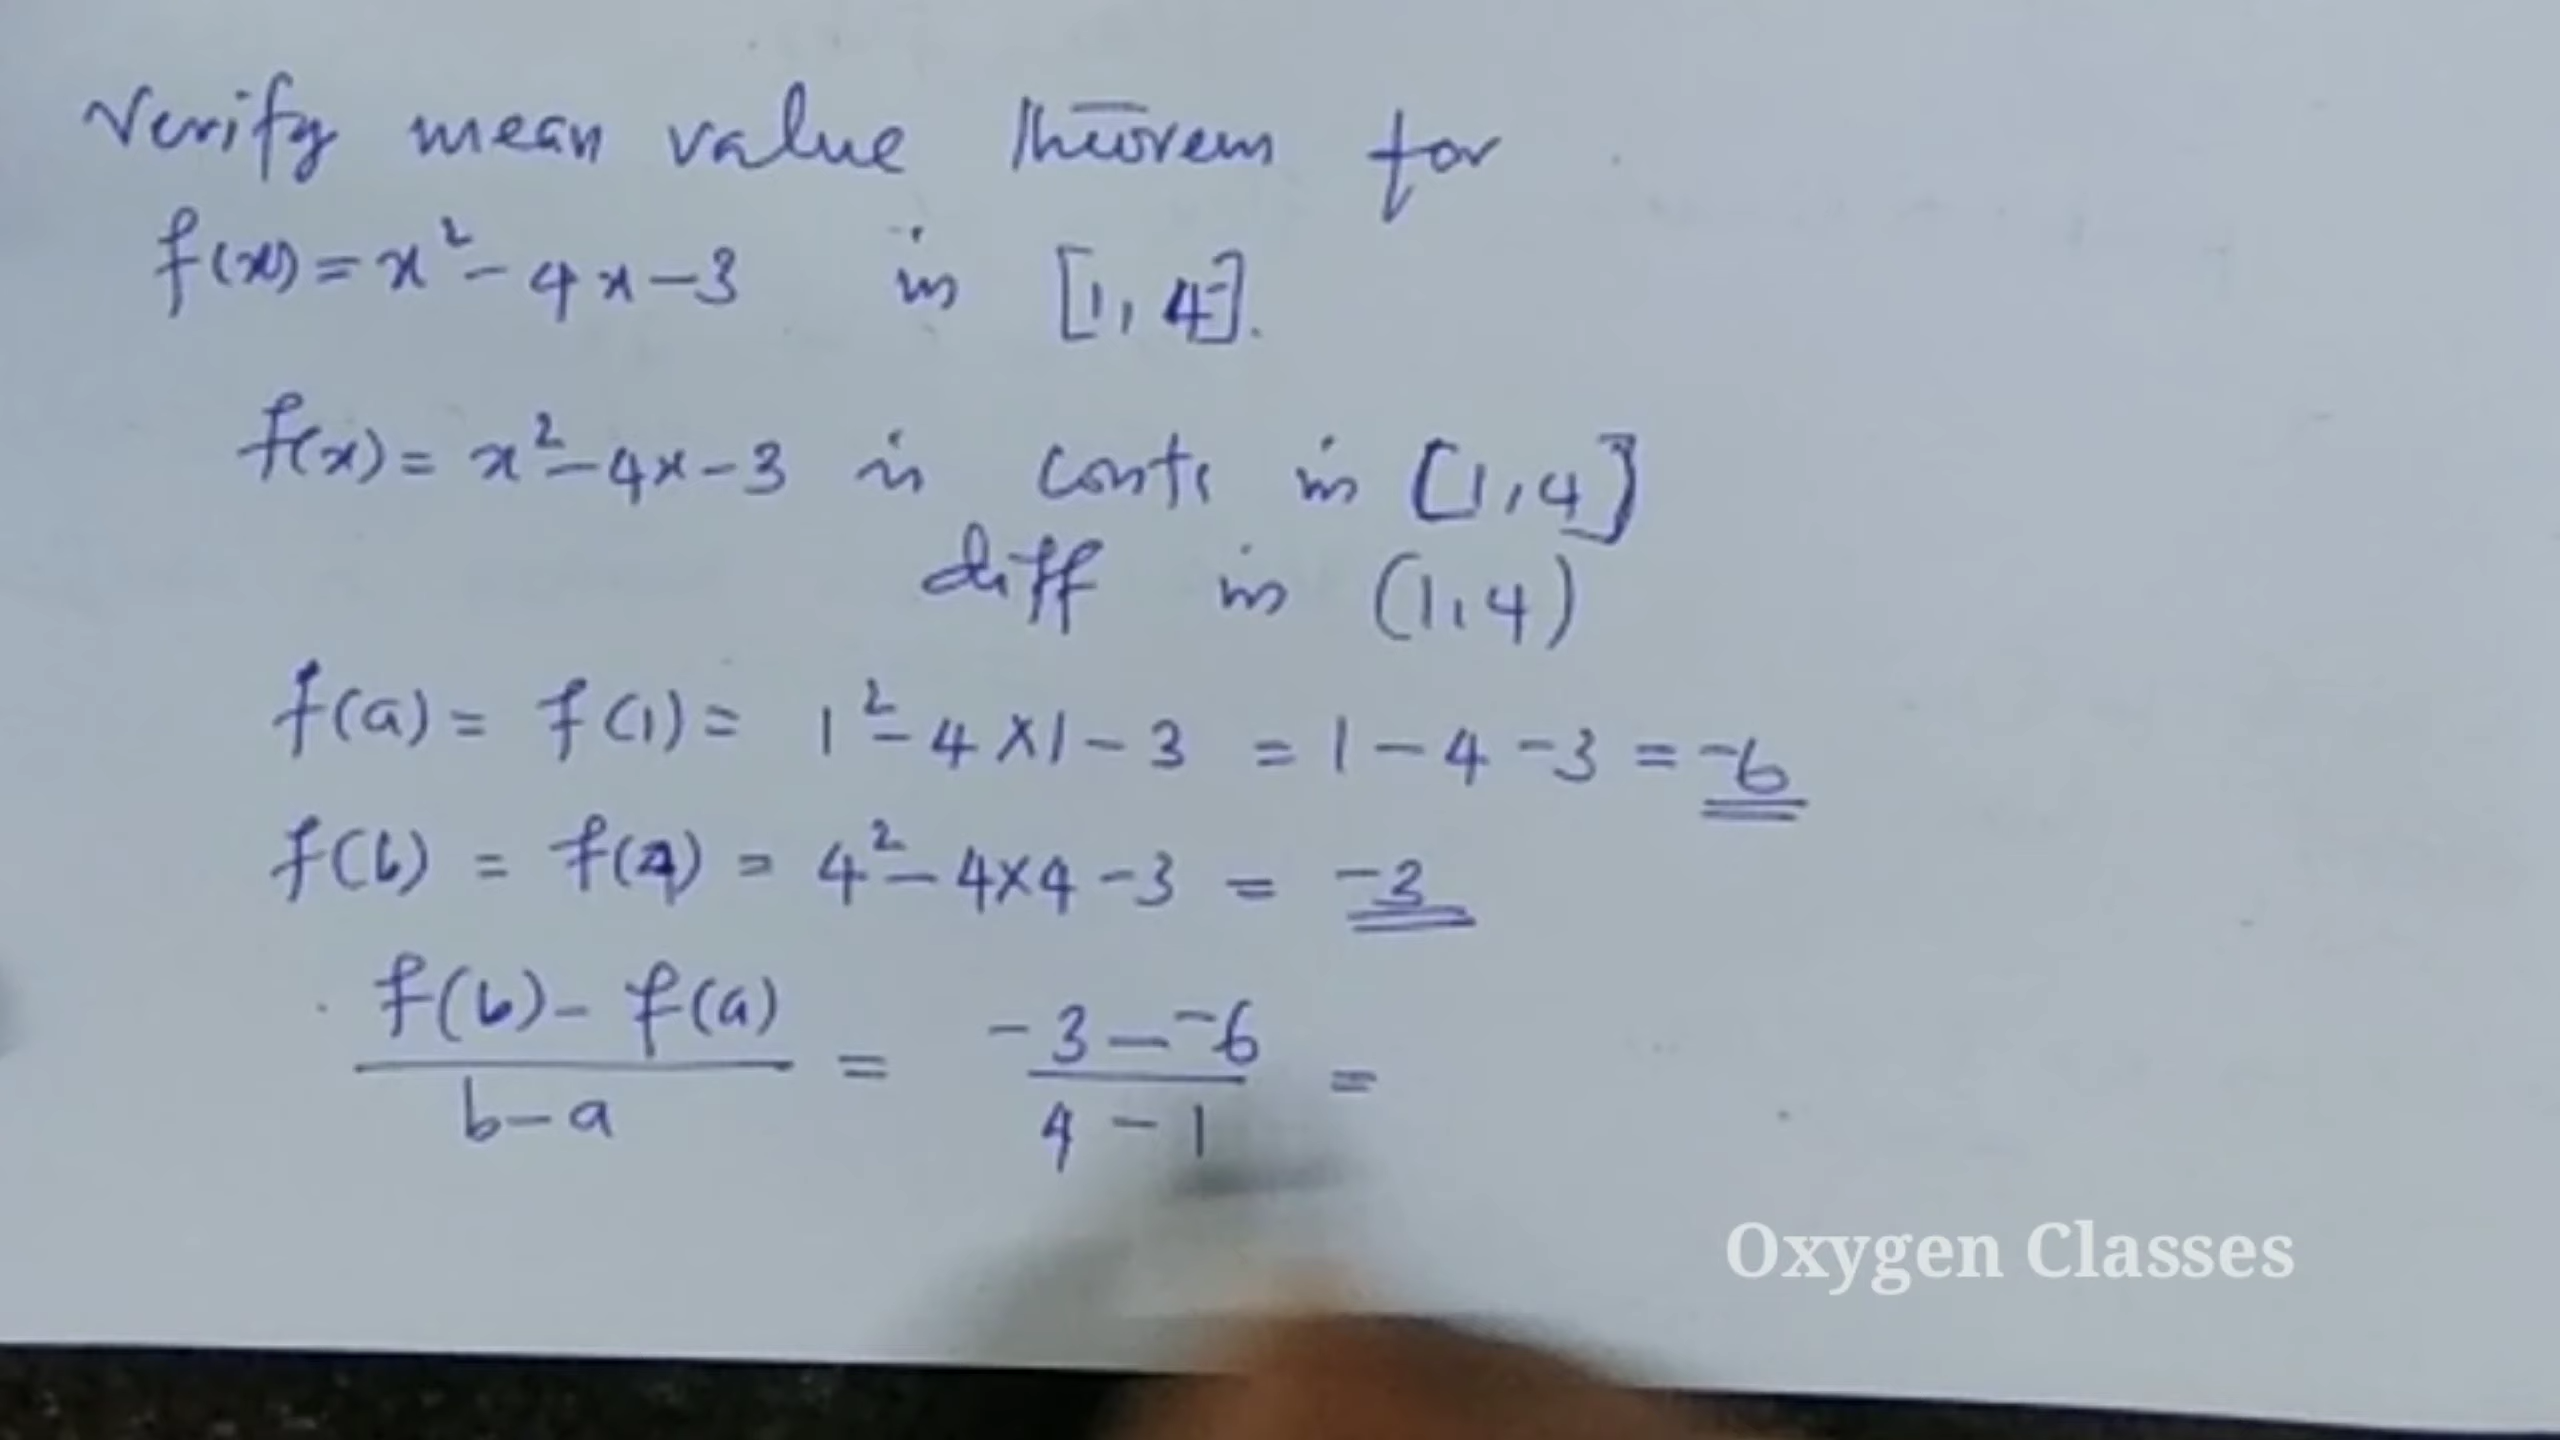 Verify mean value theorem for
f(x) = x² - 4x - 3 in [1, 4].
f(x) = x² - 4x - 3 is conts in [1, 4]
diff in (1, 4)
f(a) = f(1) = 1² - 4 × 1 - 3 = 1 - 4 - 3 = -6
f(b) = f(4) = 4² - 4 × 4 - 3 = -3
f(b) - f(a) / b - a = -3 - -6 / 4 - 1 =
Oxygen Classes